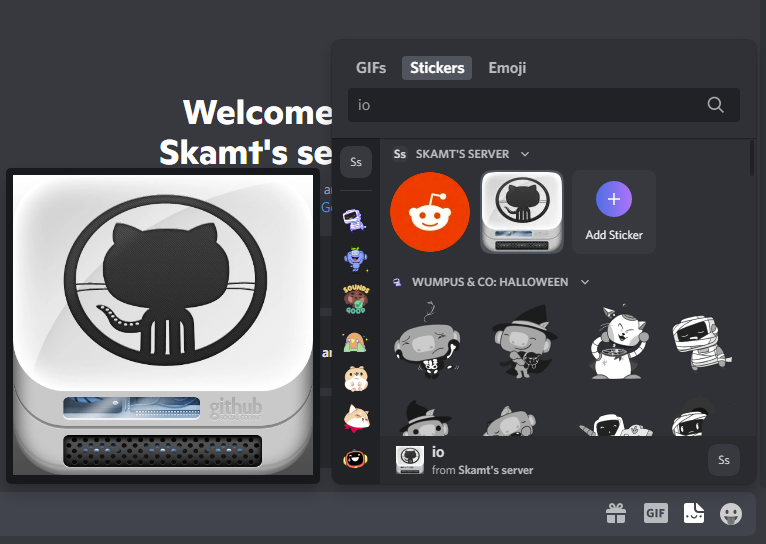 GIFs
Stickers
Emoji
io
Welcome
Skamt's se
Ss
Ss SKAMT'S SERVER
Add Sticker
WUMPUS & CO: HALLOWEEN
SOUNDS
GOOD
github
io
from Skamt's server
Ss
GIF